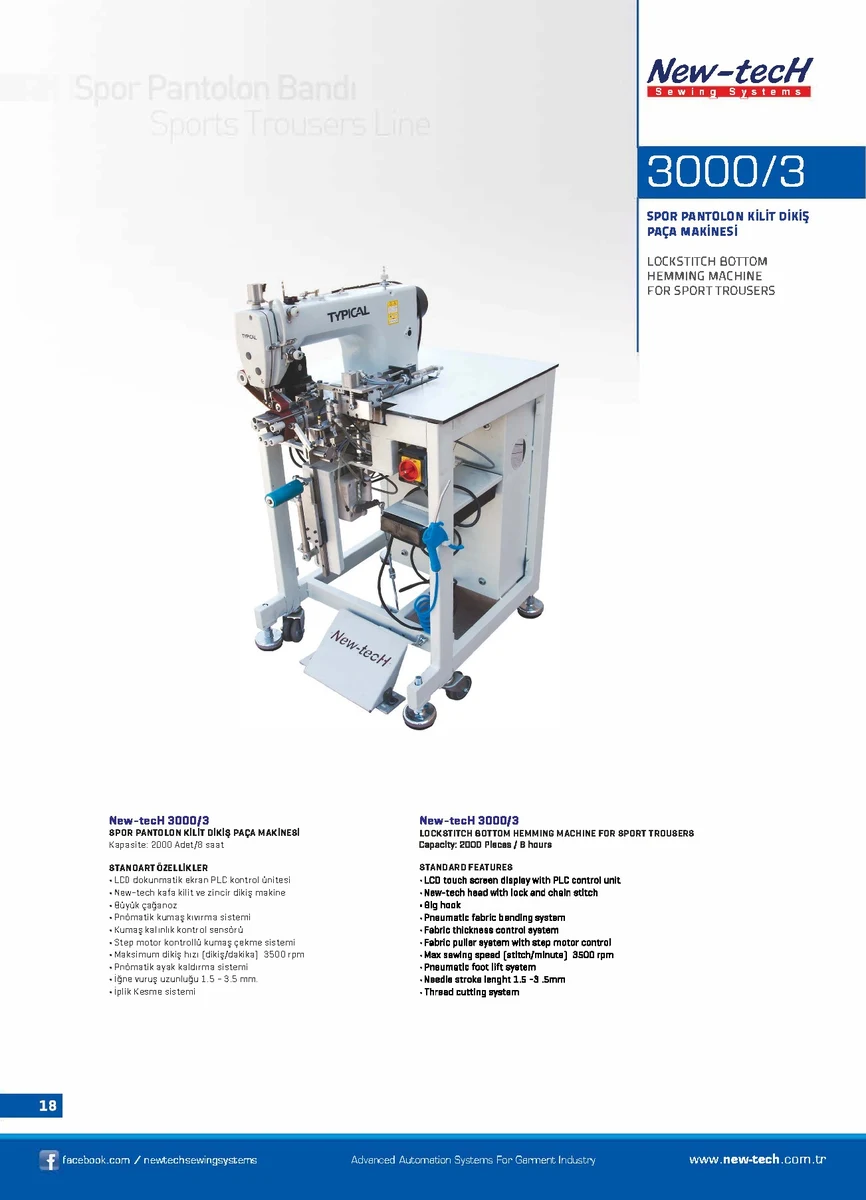 Spor Pantolon Bandı
Sports Trousers Line
New-tecH
Sewing Systems
3000/3
SPOR PANTOLON KİLİT DİKİŞ
PAÇA MAKİNESİ
LOCKSTITCH BOTTOM
HEMMING MACHINE
FOR SPORT TROUSERS
TYPICAL
TYPICAL
New-tecH
New-tecH 3000/3
SPOR PANTOLON KİLİT DİKİŞ PAÇA MAKİNESİ
Kapasite: 2000 Adet/8 saat
STANDART ÖZELLİKLER
• LCD dokunmatik ekran PLC kontrol ünitesi
• New-tech kafa kilit ve zincir dikiş makine
• Büyük çağanoz
• Pnömatik kumaş kıvırma sistemi
• Kumaş kalınlık kontrol sensörü
• Step motor kontrollü kumaş çekme sistemi
• Maksimum dikiş hızı (dikiş/dakika) 3500 rpm
• Pnömatik ayak kaldırma sistemi
• İğne vuruş uzunluğu 1.5 - 3.5 mm.
• İplik Kesme sistemi
New-tecH 3000/3
LOCKSTITCH BOTTOM HEMMING MACHINE FOR SPORT TROUSERS
Capacity: 2000 Pieces / 8 hours
STANDARD FEATURES
• LCD touch screen display with PLC control unit
• New-tech head with lock and chain stitch
• Big hook
• Pneumatic fabric bending system
• Fabric thickness control system
• Fabric puller system with step motor control
• Max sewing speed (stitch/minute) 3500 rpm
• Pneumatic foot lift system
• Needle stroke lenght 1.5 -3 .5mm
• Thread cutting system
18
facebook.com / newtechsewingsystems
Advanced Automation Systems For Garment Industry
www.new-tech.com.tr